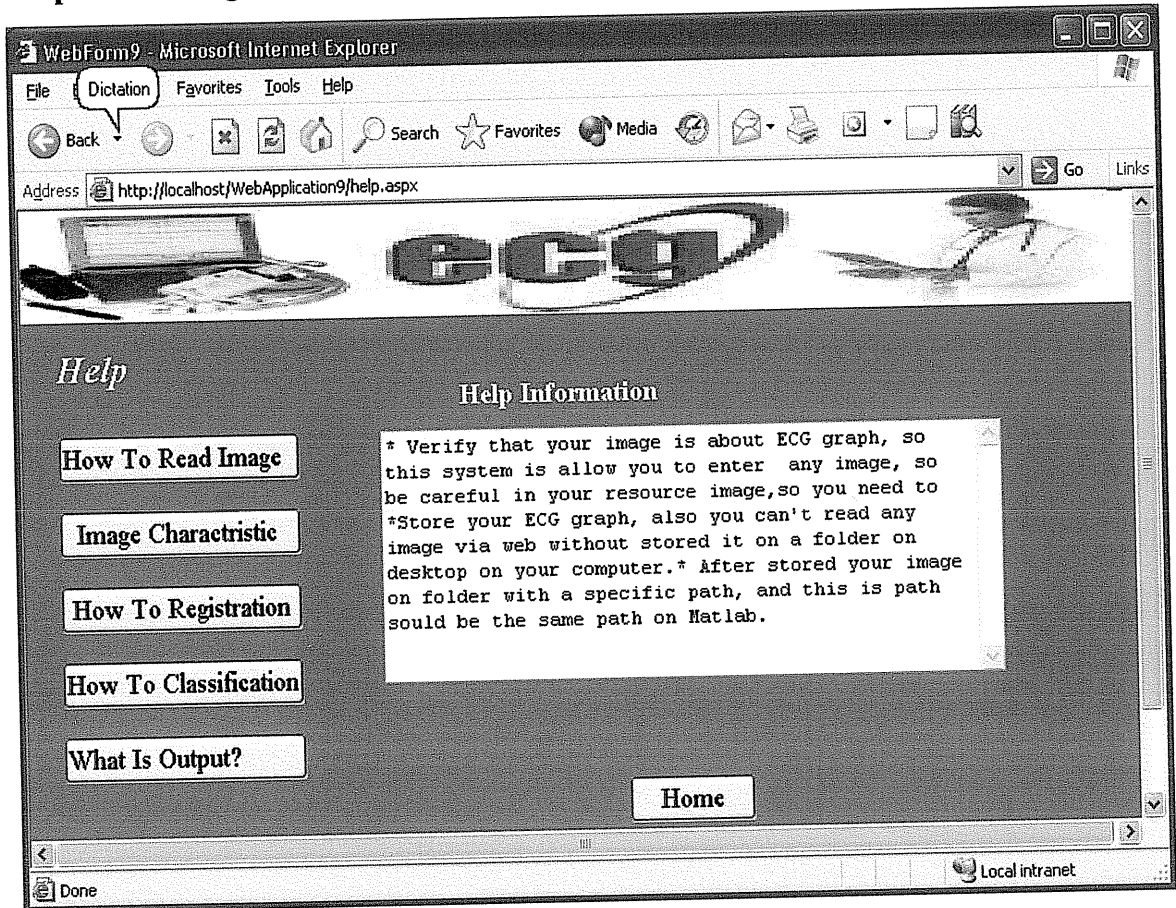 WebForm9 - Microsoft Internet Explorer
File
Dictation
Favorites Tools Help
Back Search Favorites Media
Address http://localhost/WebApplication9/help.aspx Go Links
ecg
Help
Help Information
How To Read Image
Image Charactristic
How To Registration
How To Classification
What Is Output?
* Verify that your image is about ECG graph, so
this system is allow you to enter any image, so
be careful in your resource image,so you need to
*Store your ECG graph, also you can't read any
image via web without stored it on a folder on
desktop on your computer.* After stored your image
on folder with a specific path, and this is path
sould be the same path on Matlab.
Home
Done Local intranet